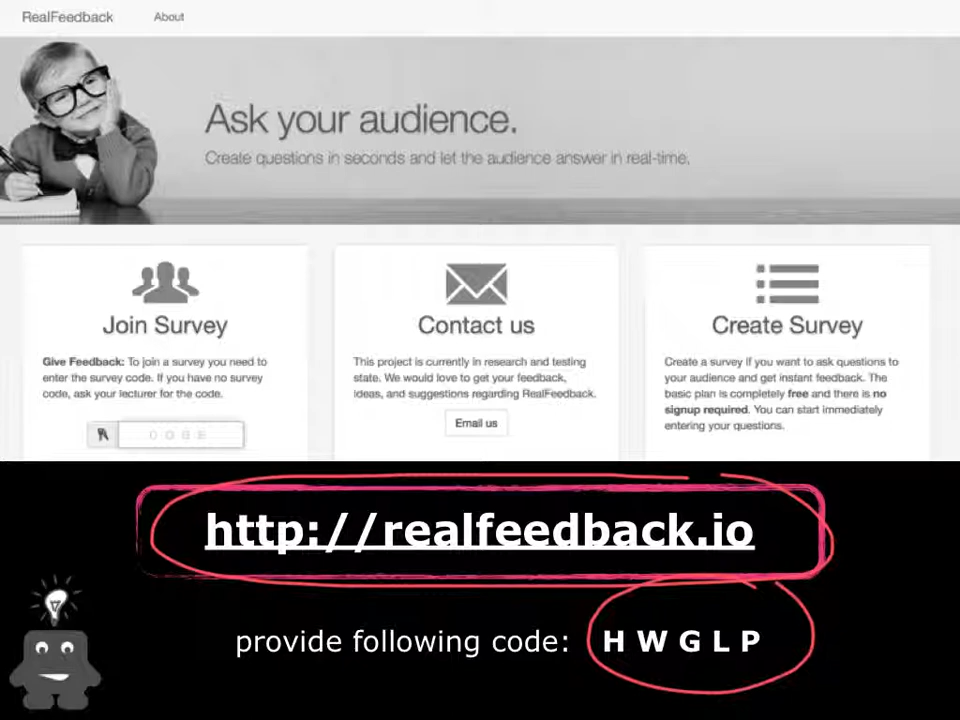 RealFeedback About
Ask your audience.
Create questions in seconds and let the audience answer in real-time.
Join Survey
Give Feedback: To join a survey you need to
enter the survey code. If you have no survey
code, ask your lecturer for the code.
CODE
Contact us
This project is currently in research and testing
state. We would love to get your feedback,
ideas, and suggestions regarding RealFeedback.
Email us
Create Survey
Create a survey if you want to ask questions to
your audience and get instant feedback. The
basic plan is completely free and there is no
signup required. You can start immediately
entering your questions.
http://realfeedback.io
provide following code: H W G L P